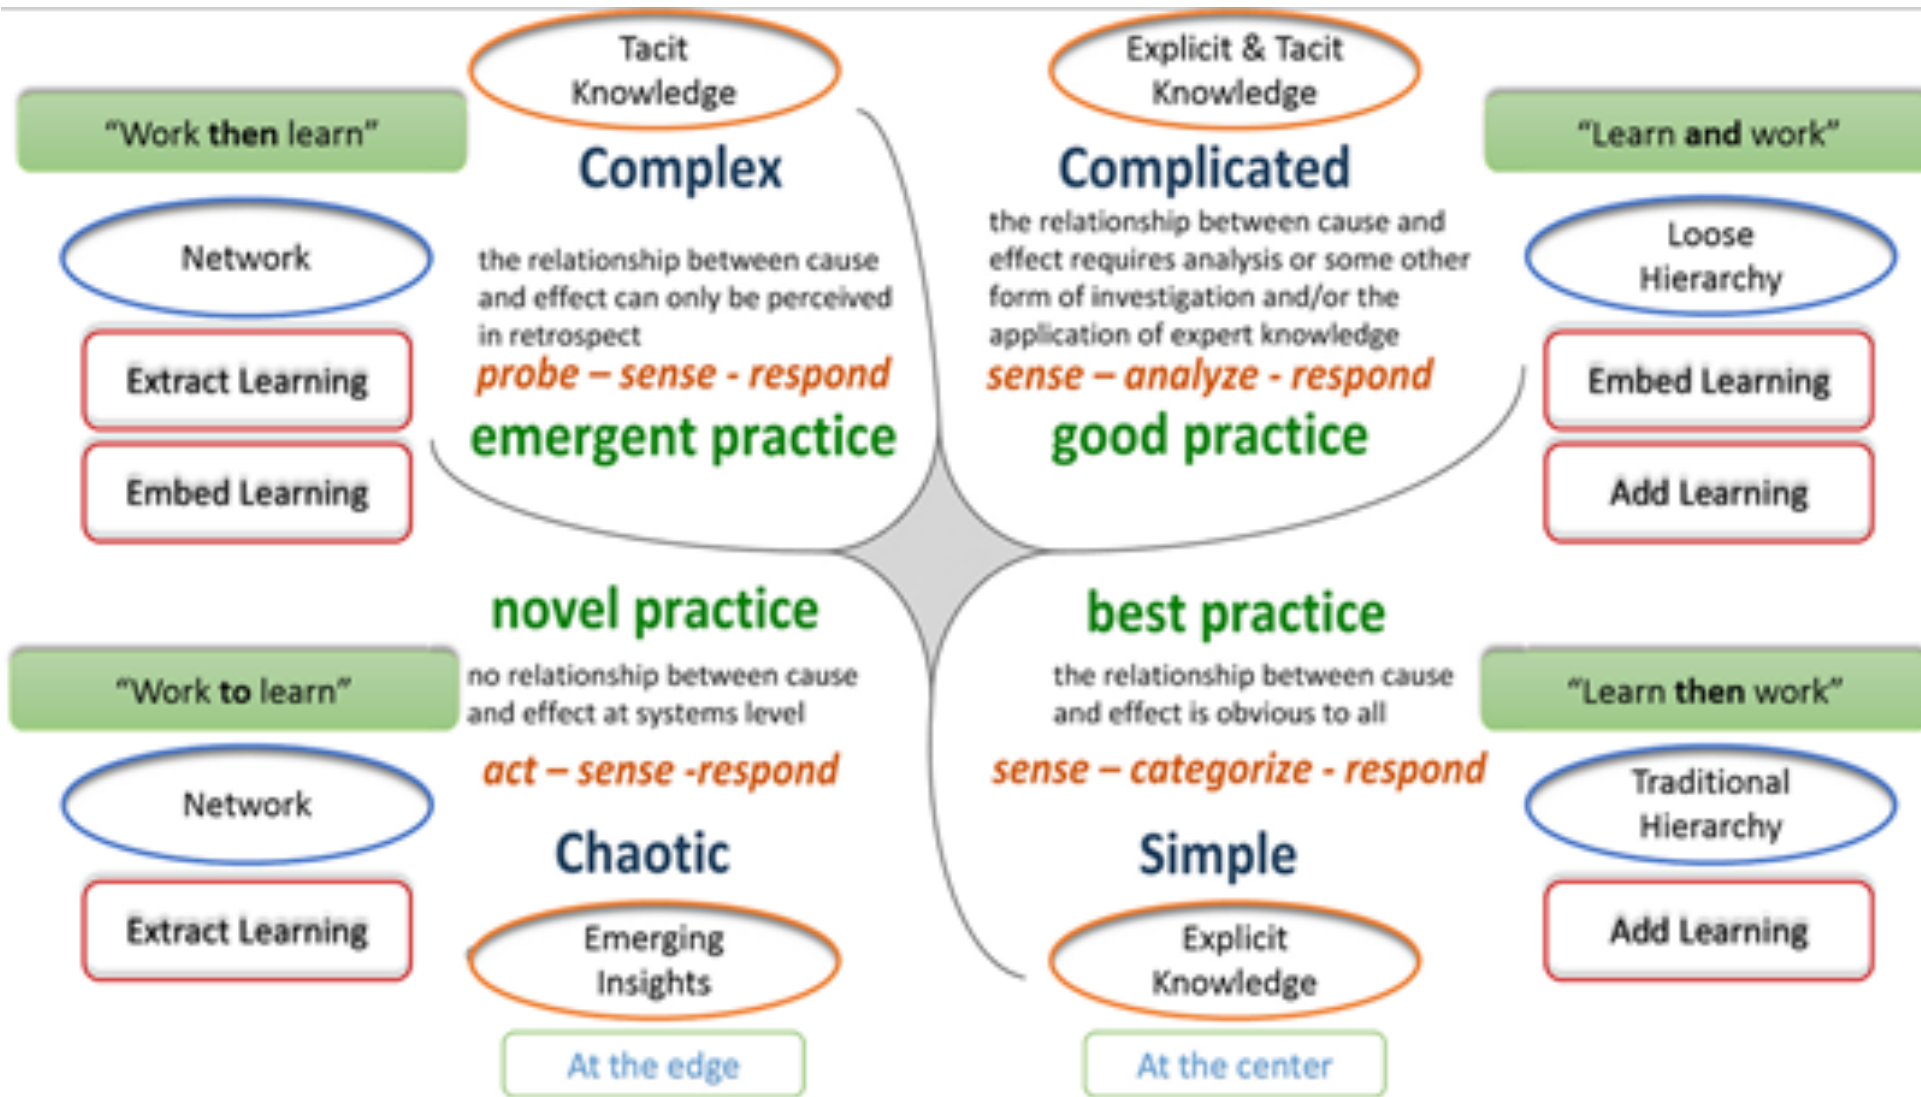 Tacit
Knowledge
Explicit & Tacit
Knowledge
“Work then learn”
Complex
Complicated
“Learn and work”
Network
the relationship between cause
and effect can only be perceived
in retrospect
probe – sense - respond
emergent practice
the relationship between cause and
effect requires analysis or some other
form of investigation and/or the
application of expert knowledge
sense – analyze - respond
good practice
Loose
Hierarchy
Extract Learning
Embed Learning
Embed Learning
Add Learning
novel practice
best practice
“Work to learn”
no relationship between cause
and effect at systems level
act – sense -respond
the relationship between cause
and effect is obvious to all
sense – categorize - respond
“Learn then work”
Network
Chaotic
Simple
Traditional
Hierarchy
Extract Learning
Emerging
Insights
Explicit
Knowledge
Add Learning
At the edge
At the center